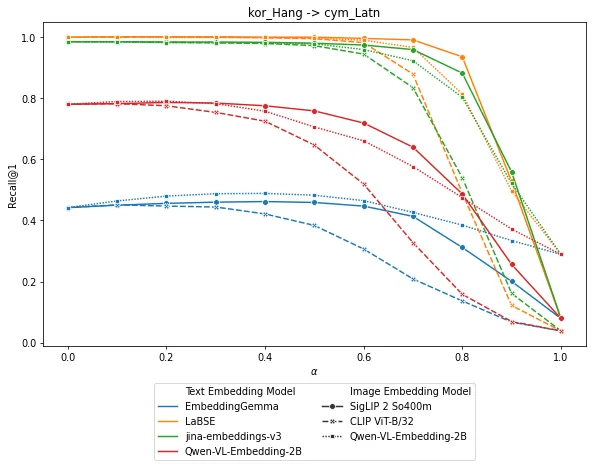 kor_Hang -> cym_Latn
Recall@1
1.0
0.8
0.6
0.4
0.2
0.0
0.0 0.2 0.4 0.6 0.8 1.0
α
Text Embedding Model
EmbeddingGemma
LaBSE
jina-embeddings-v3
Qwen-VL-Embedding-2B
Image Embedding Model
SigLIP 2 So400m
CLIP ViT-B/32
Qwen-VL-Embedding-2B